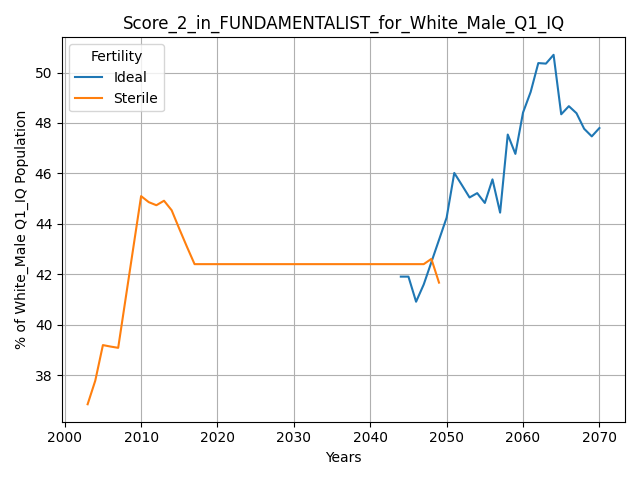 Score_2_in_FUNDAMENTALIST_for_White_Male_Q1_IQ
Fertility
Ideal
Sterile
% of White_Male Q1_IQ Population
50
48
46
44
42
40
38
2000 2010 2020 2030 2040 2050 2060 2070
Years